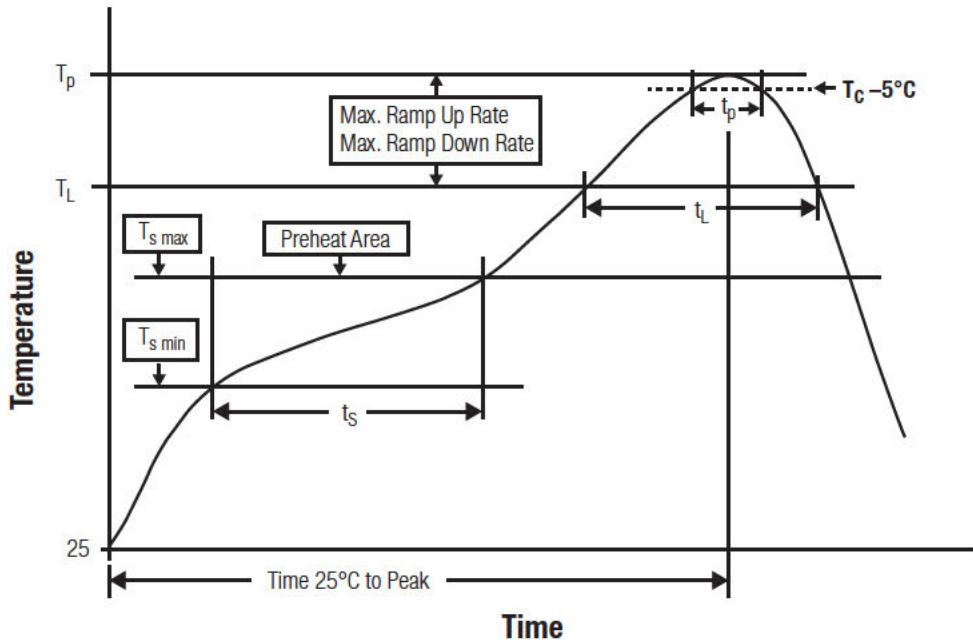 Tp
Tc –5°C
Max. Ramp Up Rate
Max. Ramp Down Rate
tp
TL
tL
Ts max
Preheat Area
Ts min
tS
Temperature
25
Time 25°C to Peak
Time